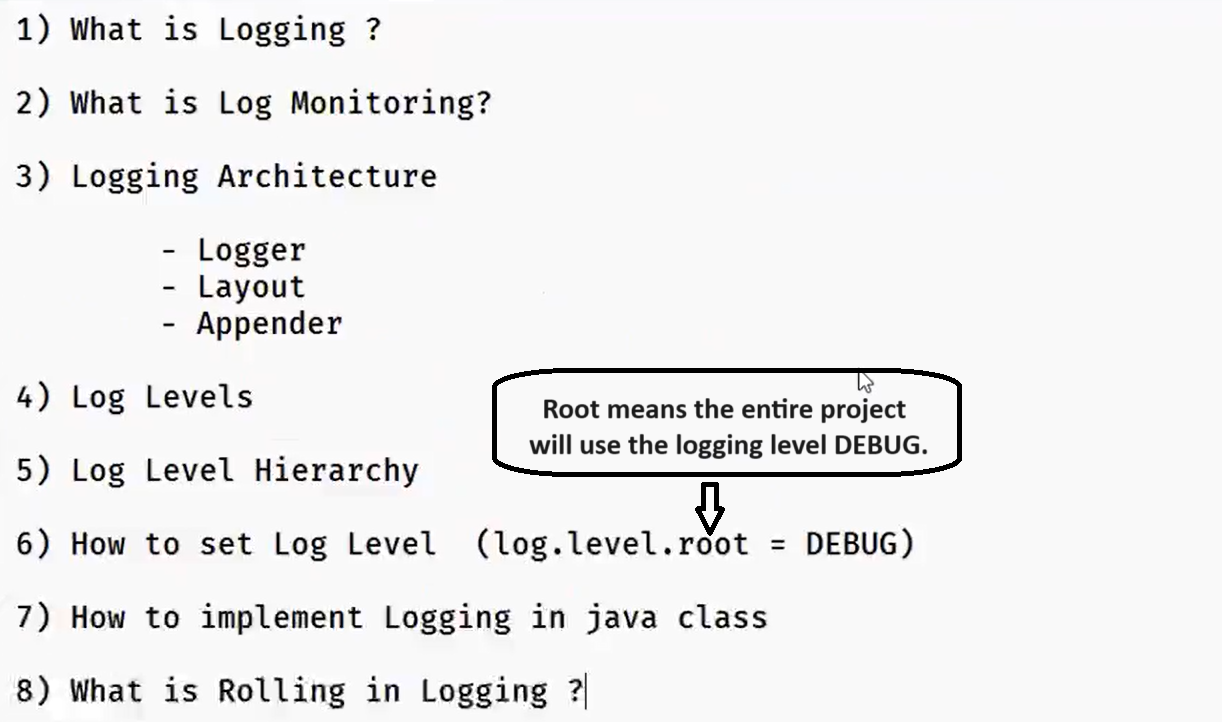 1) What is Logging ?
2) What is Log Monitoring?
3) Logging Architecture
- Logger
- Layout
- Appender
4) Log Levels
Root means the entire project
will use the logging level DEBUG.
5) Log Level Hierarchy
6) How to set Log Level (log.level.root = DEBUG)
7) How to implement Logging in java class
8) What is Rolling in Logging ?